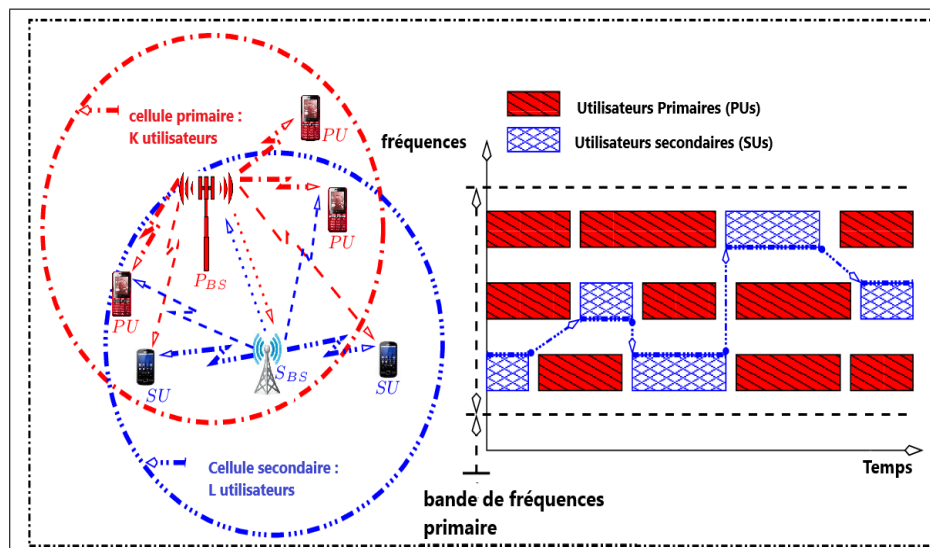 cellule primaire :
K utilisateurs
PU
PU
P_BS
PU
SU
S_BS
SU
Cellule secondaire :
L utilisateurs
Utilisateurs Primaires (PUs)
Utilisateurs secondaires (SUs)
fréquences
Temps
bande de fréquences
primaire